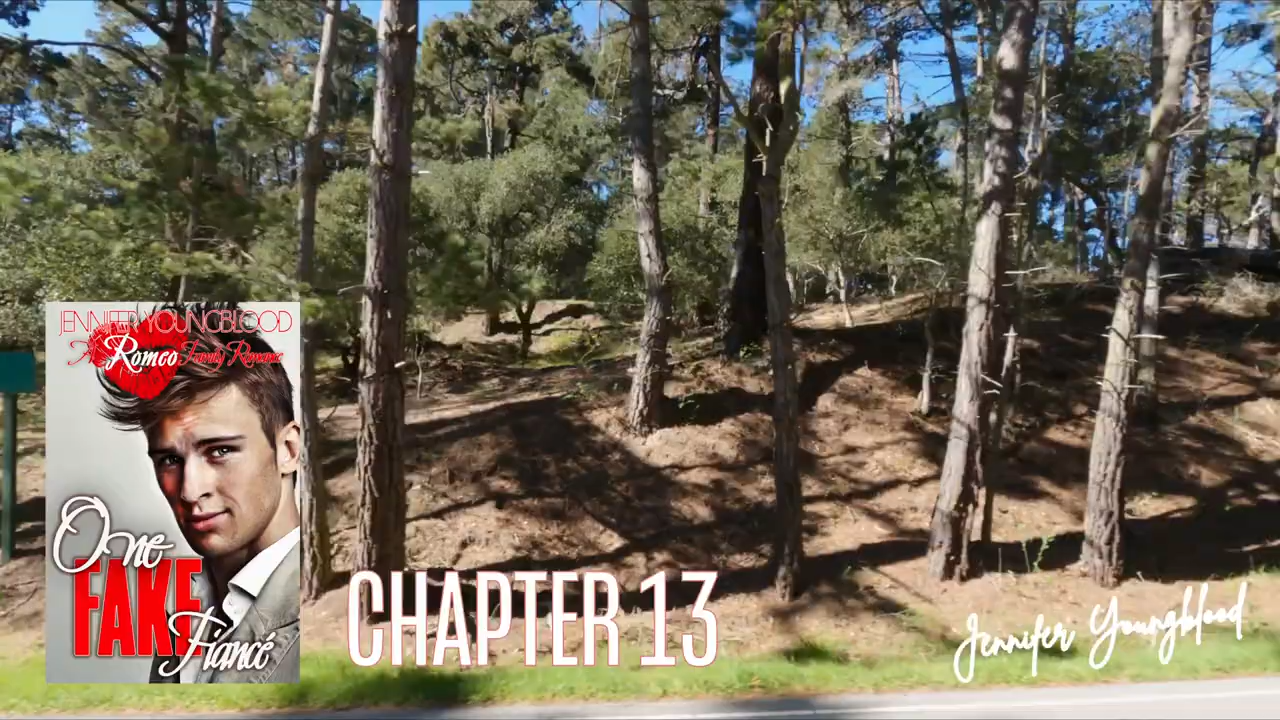 JENNIFER YOUNGBLOOD
A Romeo Family Romance
One
FAKE
Fiancé
CHAPTER 13
Jennifer Youngblood